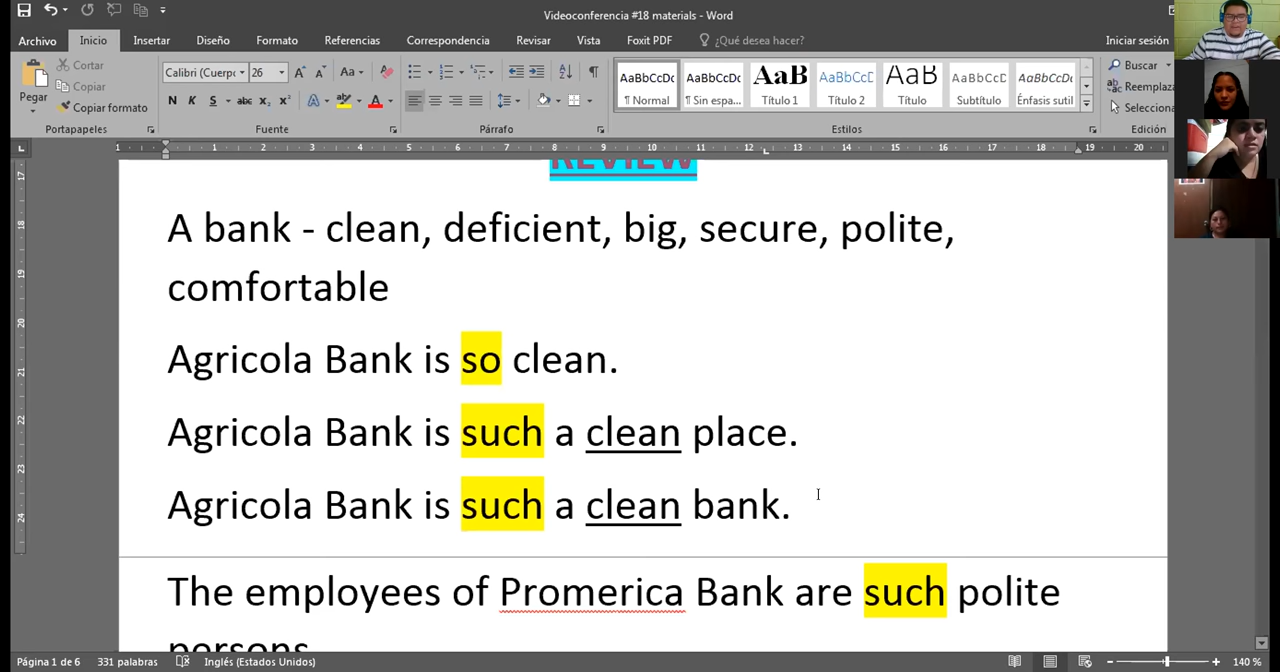 Videoconferencia #18 materials - Word
Archivo Inicio Insertar Diseño Formato Referencias Correspondencia Revisar Vista Foxit PDF ¿Qué desea hacer? Iniciar sesión
Pegar
Cortar
Copiar
Copiar formato
Portapapeles
Calibri (Cuerpo 26
Fuente
Párrafo
AaBbCcDc AaBbCcDc AaB AaBbCcD AaB AaBbCcD AaBbCcDc
¶ Normal ¶ Sin espa... Título 1 Título 2 Título Subtítulo Énfasis sutil
Estilos
Buscar
Reemplaza
Selecciona
Edición
REVIEW
A bank - clean, deficient, big, secure, polite,
comfortable
Agricola Bank is so clean.
Agricola Bank is such a clean place.
Agricola Bank is such a clean bank.
The employees of Promerica Bank are such polite
persons
Página 1 de 6 331 palabras Inglés (Estados Unidos) 140 %